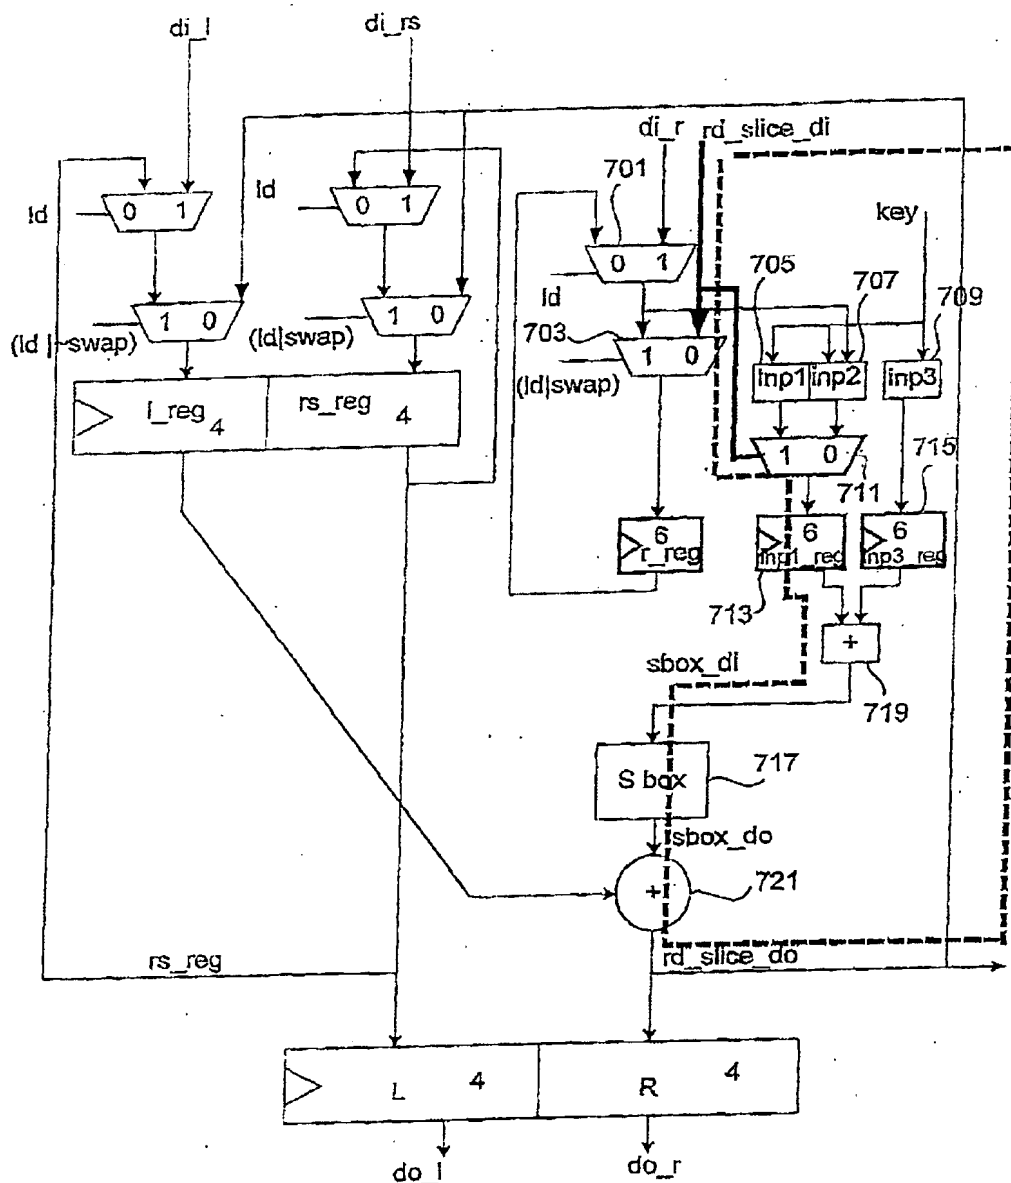 di_l
di_rs
di_r
rd_slice_di
701
ld
0 1
ld
0 1
0 1
ld
key
705
707
709
703
(ld | ~swap)
1 0
(ld|swap)
1 0
1 0
(ld|swap)
inp1
inp2
inp3
l_reg 4
rs_reg 4
1 0
711
715
6
r_reg
6
inp1_reg
6
inp3_reg
713
+
719
sbox_di
S box
717
sbox_do
+
721
rs_reg
rd_slice_do
L 4
R 4
do_l
do_r